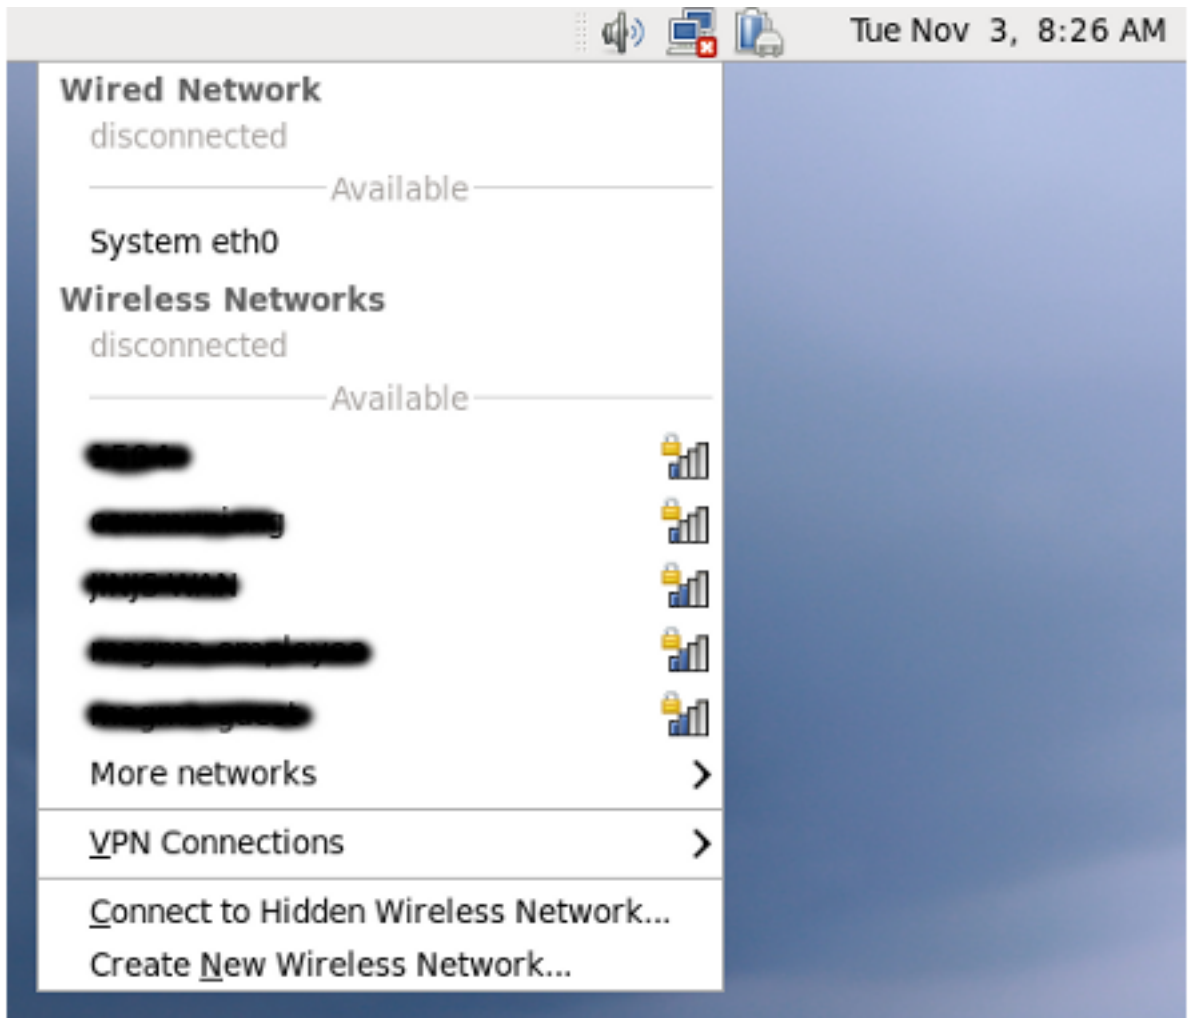 Tue Nov 3, 8:26 AM
Wired Network
disconnected
Available
System eth0
Wireless Networks
disconnected
Available
More networks
VPN Connections
Connect to Hidden Wireless Network...
Create New Wireless Network...